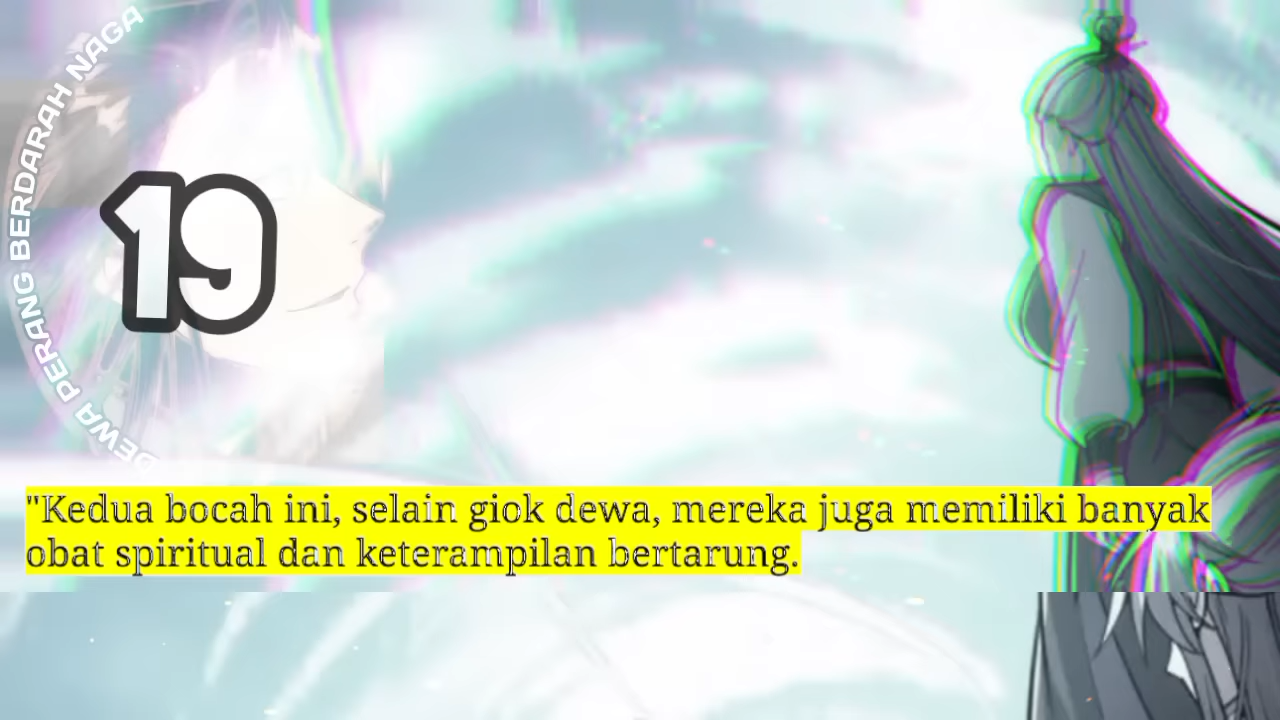 DEWA PERANG BERDARAH NAGA
19
"Kedua bocah ini, selain giok dewa, mereka juga memiliki banyak
obat spiritual dan keterampilan bertarung.